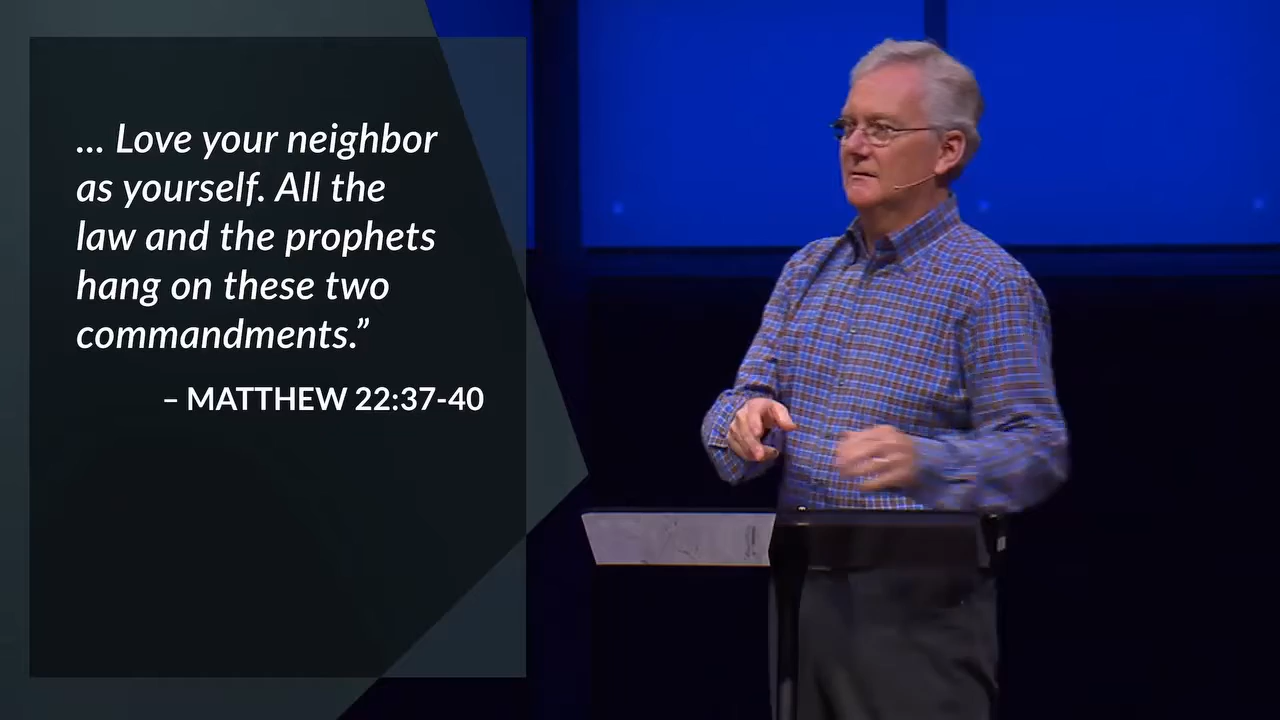 ... Love your neighbor
as yourself. All the
law and the prophets
hang on these two
commandments.”
– MATTHEW 22:37-40